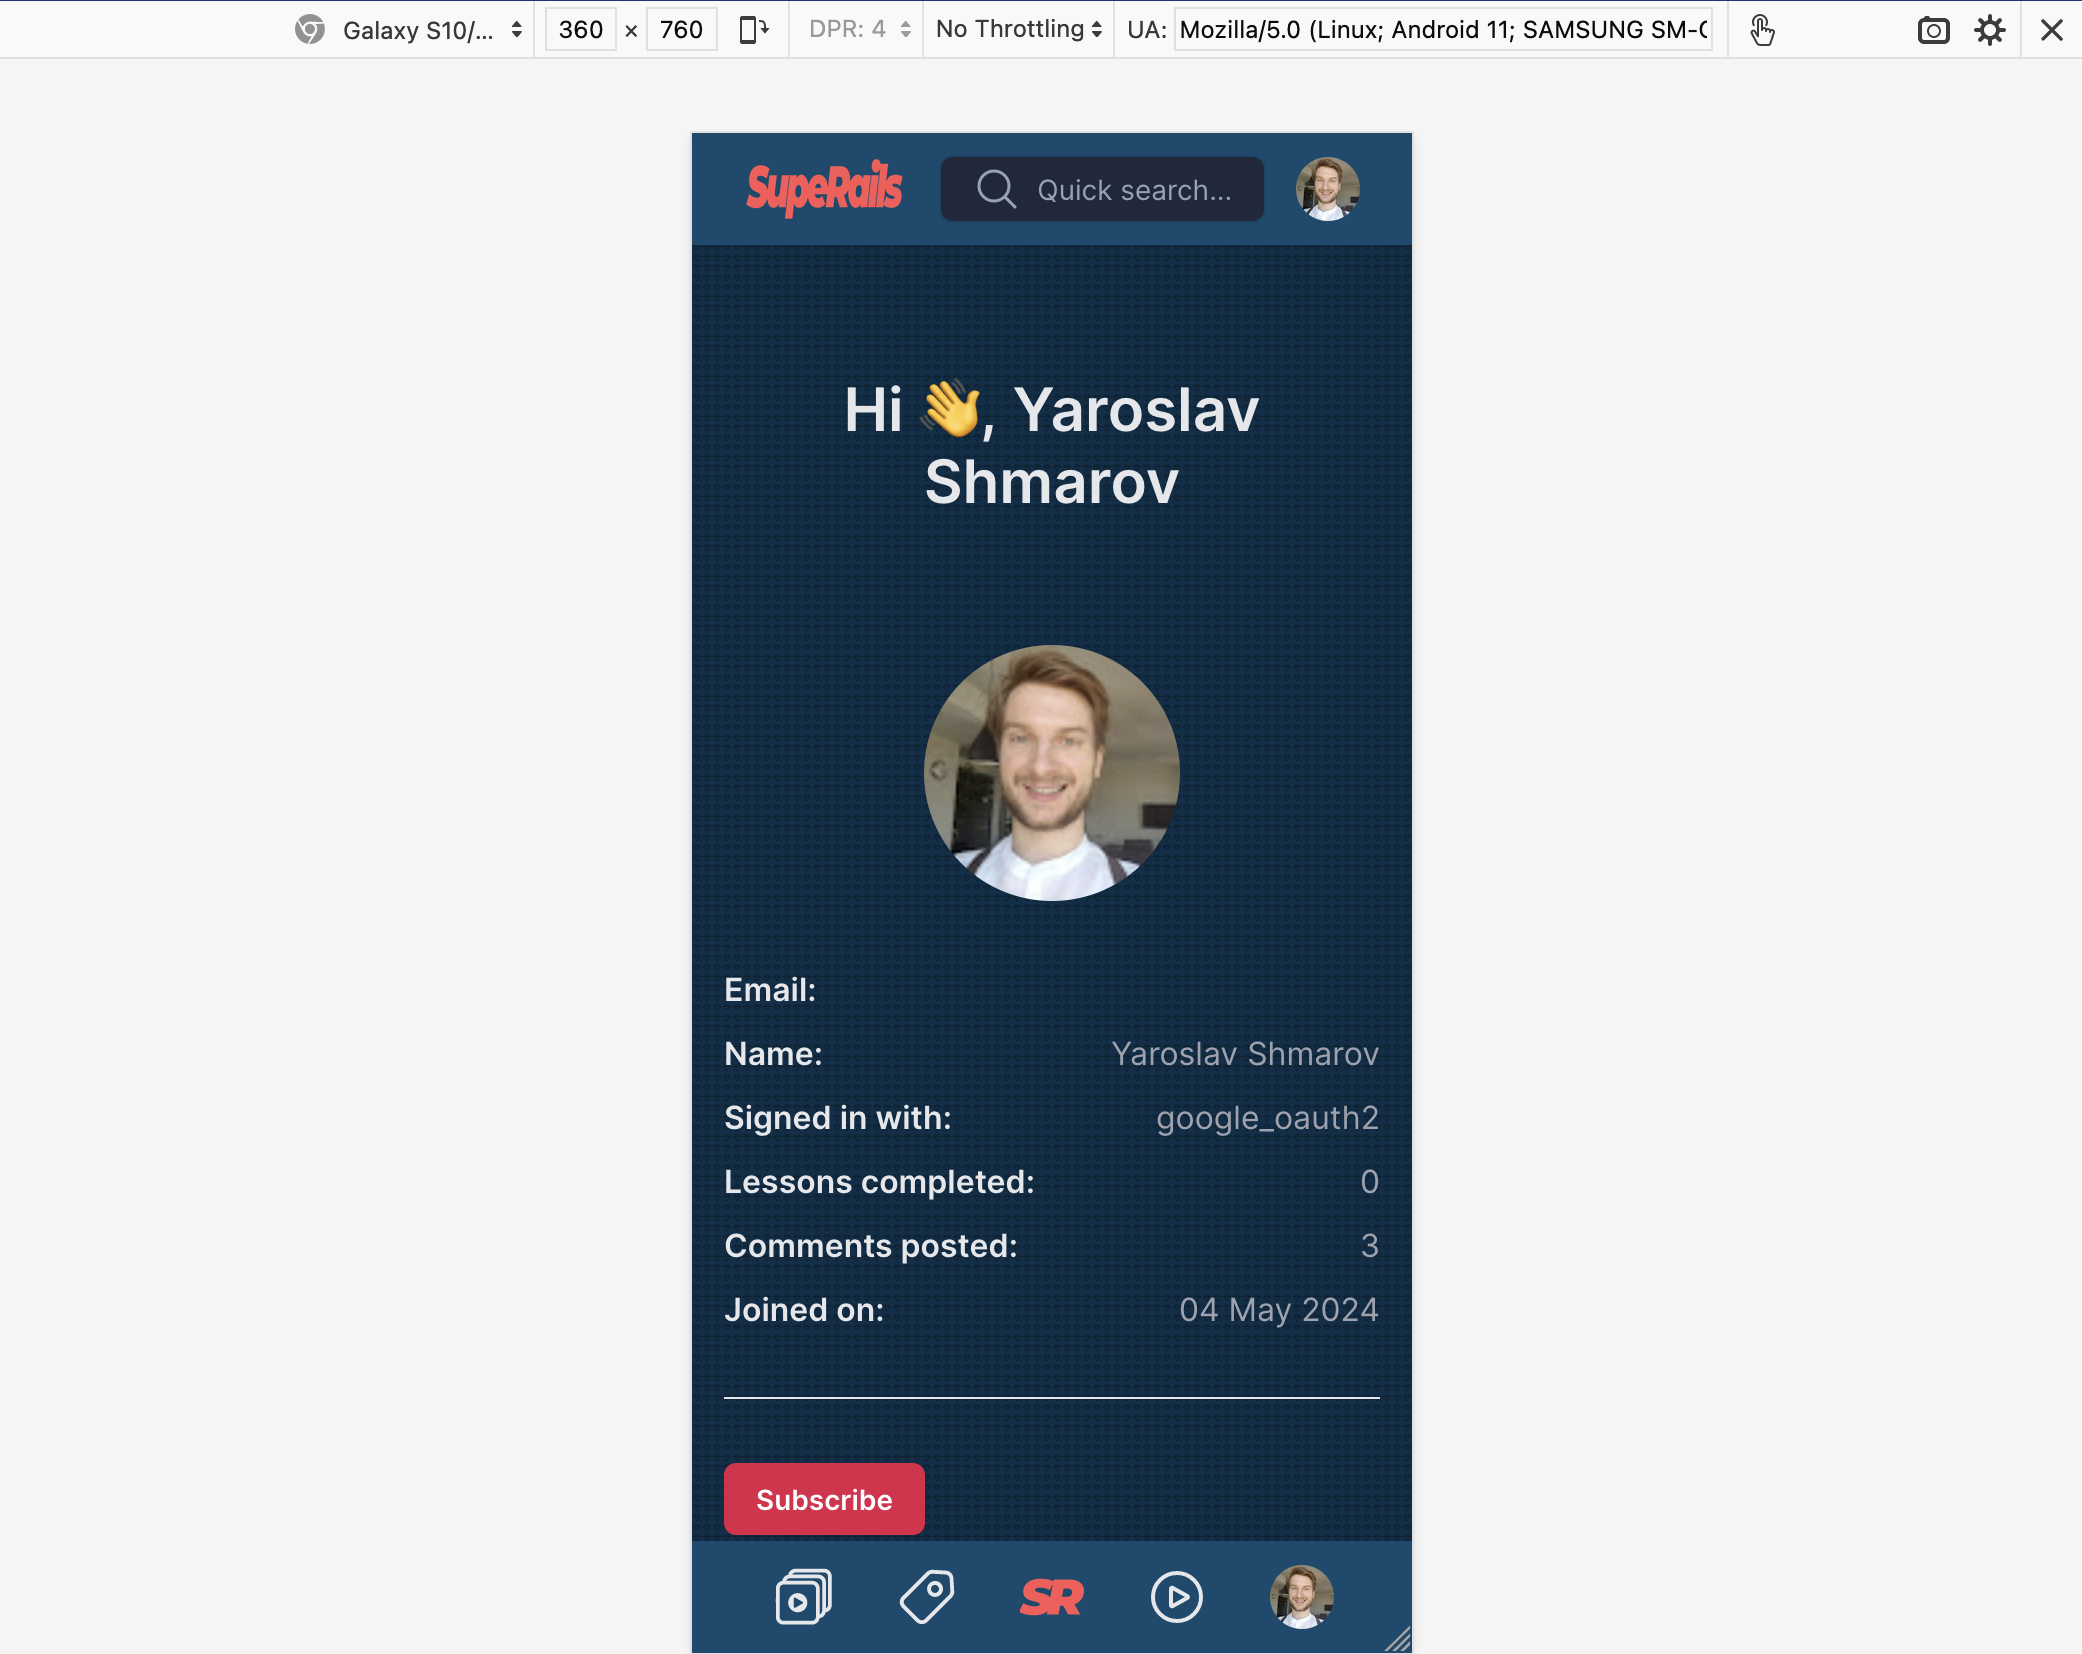 Galaxy S10/... 360 × 760 DPR: 4 No Throttling UA: Mozilla/5.0 (Linux; Android 11; SAMSUNG SM-
SupeRails Quick search...
Hi 👋, Yaroslav
Shmarov
Email:
Name: Yaroslav Shmarov
Signed in with: google_oauth2
Lessons completed: 0
Comments posted: 3
Joined on: 04 May 2024
Subscribe
SR